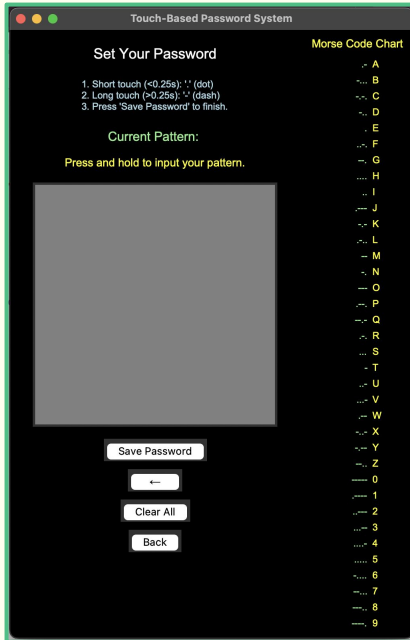 Touch-Based Password System
Set Your Password
1. Short touch (<0.25s): '.' (dot)
2. Long touch (>0.25s): '-' (dash)
3. Press 'Save Password' to finish.
Current Pattern:
Press and hold to input your pattern.
Save Password
←
Clear All
Back
Morse Code Chart
.- A
-... B
-.-. C
-.. D
. E
..-. F
--. G
.... H
.. I
.--- J
-.- K
.-.. L
-- M
-. N
--- O
.--. P
--.- Q
.-. R
... S
- T
..- U
...- V
.-- W
-..- X
-.-- Y
--.. Z
----- 0
.---- 1
..--- 2
...-- 3
....- 4
..... 5
-.... 6
--... 7
---.. 8
----. 9